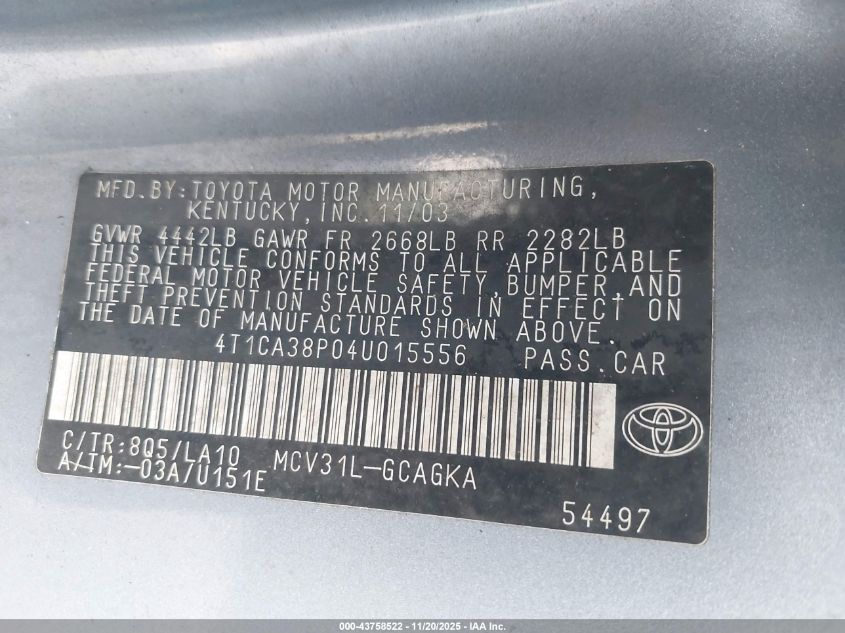 MFD.BY:TOYOTA MOTOR MANUFACTURING,
KENTUCKY,INC.11/03
GVWR 4442LB GAWR FR 2668LB RR 2282LB
THIS VEHICLE CONFORMS TO ALL APPLICABLE
FEDERAL MOTOR VEHICLE SAFETY,BUMPER,AND
THEFT PREVENTION STANDARDS IN EFFECT ON
THE DATE OF MANUFACTURE SHOWN ABOVE.
4T1CA38P04U015556 PASS.CAR
C/TR:8Q5/LA10 MCV31L-GCAGKA
A/TM:-03A/U151E
54497
000-43758522 - 11/20/2025 - IAA Inc.